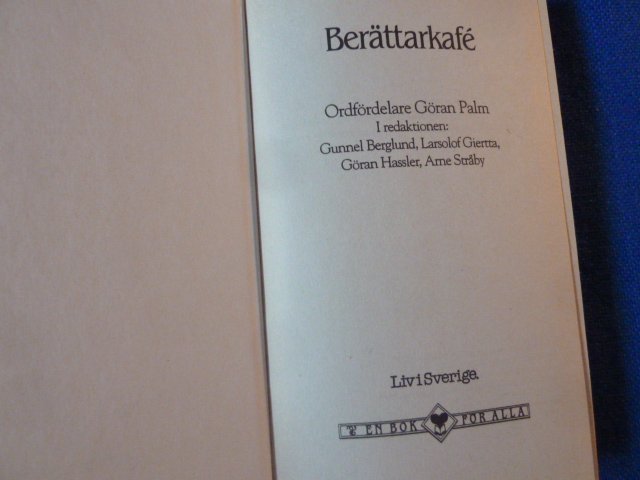 Berättarkafé
Ordfördelare Göran Palm
I redaktionen:
Gunnel Berglund, Larsolof Giertta,
Göran Hassler, Arne Stråby
Liv i Sverige.
EN BOK FÖR ALLA